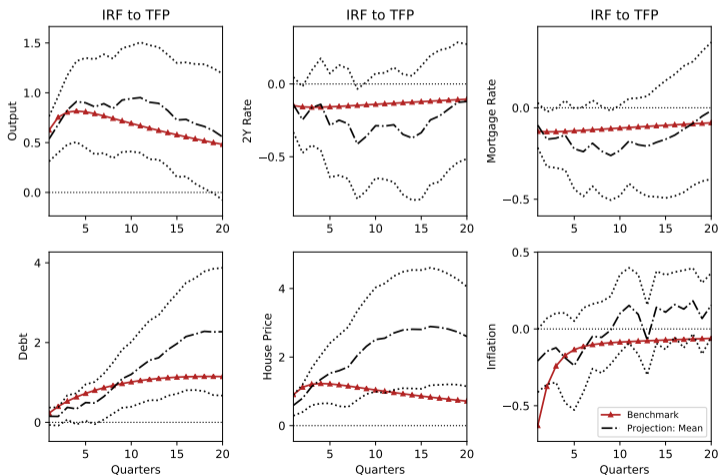 IRF to TFP
IRF to TFP
IRF to TFP
Output
1.5
1.0
0.5
0.0
5
10
15
20
2Y Rate
0.0
−0.5
5
10
15
20
Mortgage Rate
0.0
−0.5
5
10
15
20
Debt
4
2
0
5
10
15
20
Quarters
House Price
4
2
0
5
10
15
20
Quarters
Inflation
0.5
0.0
−0.5
Benchmark
Projection: Mean
5
10
15
20
Quarters